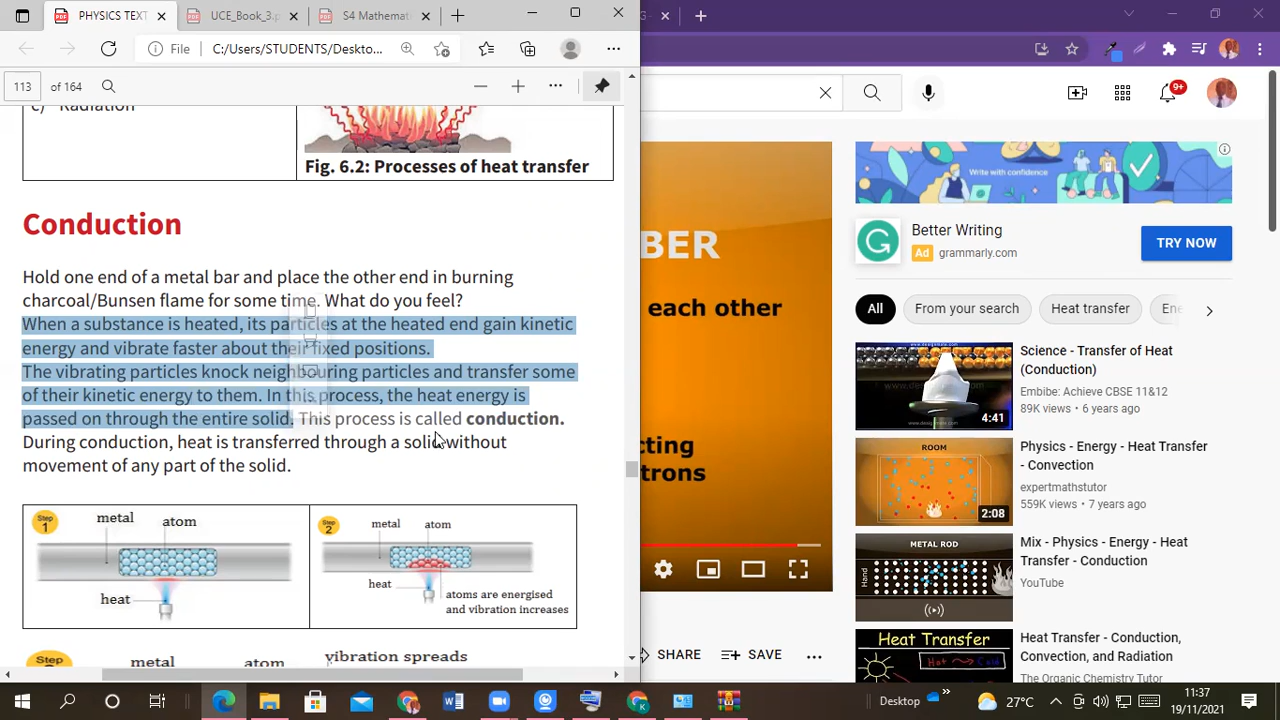 PHYSICS TEX
UCE_Book_3.p
S4 Mathemat
File
C:/Users/STUDENTS/Deskto...
113
of 164
c) Radiation
Fig. 6.2: Processes of heat transfer
Conduction
Hold one end of a metal bar and place the other end in burning
charcoal/Bunsen flame for some time. What do you feel?
When a substance is heated, its particles at the heated end gain kinetic
energy and vibrate faster about their fixed positions.
The vibrating particles knock neighbouring particles and transfer some
of their kinetic energy to them. In this process, the heat energy is
passed on through the entire solid. This process is called conduction.
During conduction, heat is transferred through a solid without
movement of any part of the solid.
Step
1
metal
atom
heat
Step
2
metal
atom
heat
atoms are energised
and vibration increases
Step
metal
atom
vibration spreads
BER
each other
cting
trons
SHARE
SAVE
9+
Write with confidence
Better Writing
Ad grammarly.com
TRY NOW
All
From your search
Heat transfer
Ene
Science - Transfer of Heat
(Conduction)
Embibe: Achieve CBSE 11&12
89K views • 6 years ago
4:41
Physics - Energy - Heat Transfer
- Convection
expertmathstutor
559K views • 7 years ago
ROOM
2:08
Mix - Physics - Energy - Heat
Transfer - Conduction
YouTube
METAL ROD
Hand
Heat Transfer - Conduction,
Convection, and Radiation
The Organic Chemistry Tutor
Heat Transfer
Hot
Cold
Desktop
27°C
11:37
19/11/2021